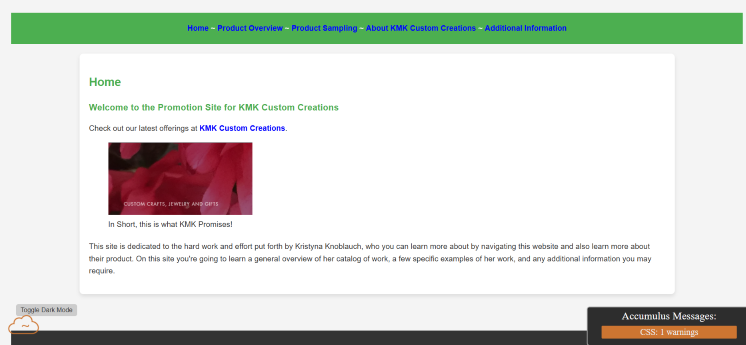 Home ~ Product Overview ~ Product Sampling ~ About KMK Custom Creations ~ Additional Information
Home
Welcome to the Promotion Site for KMK Custom Creations
Check out our latest offerings at KMK Custom Creations.
CUSTOM CRAFTS, JEWELRY AND GIFTS
In Short, this is what KMK Promises!
This site is dedicated to the hard work and effort put forth by Kristyna Knoblauch, who you can learn more about by navigating this website and also learn more about
their product. On this site you're going to learn a general overview of her catalog of work, a few specific examples of her work, and any additional information you may
require.
Toggle Dark Mode
~
Accumulus Messages:
CSS: 1 warnings